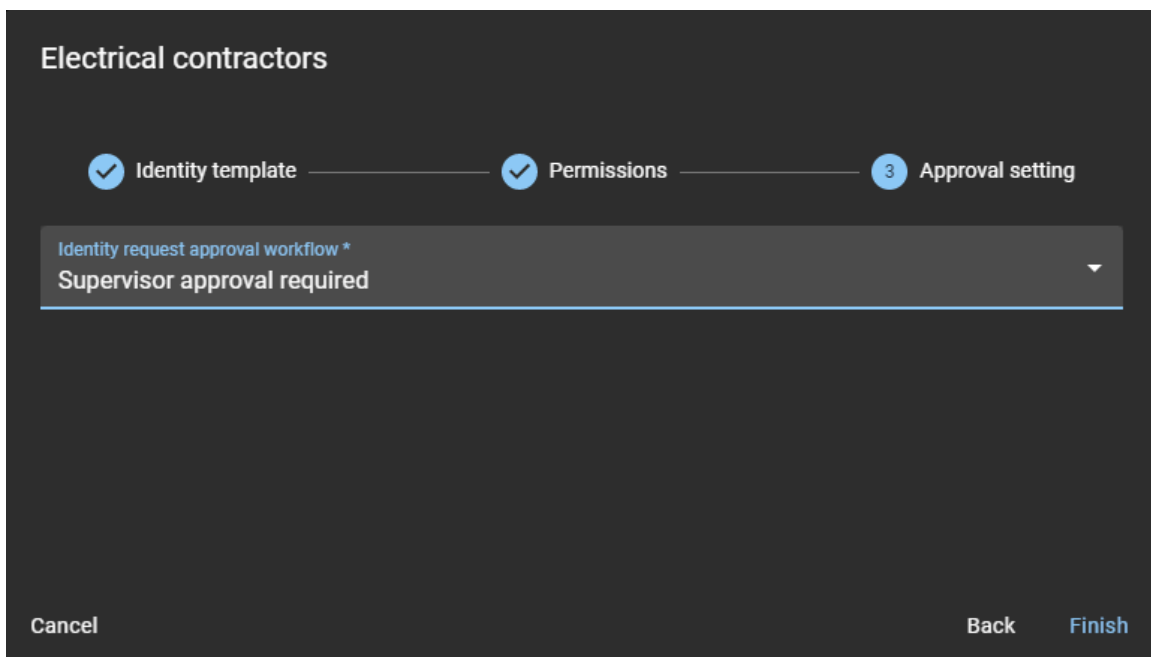 Electrical contractors
Identity template
Permissions
3 Approval setting
Identity request approval workflow *
Supervisor approval required
Cancel
Back
Finish